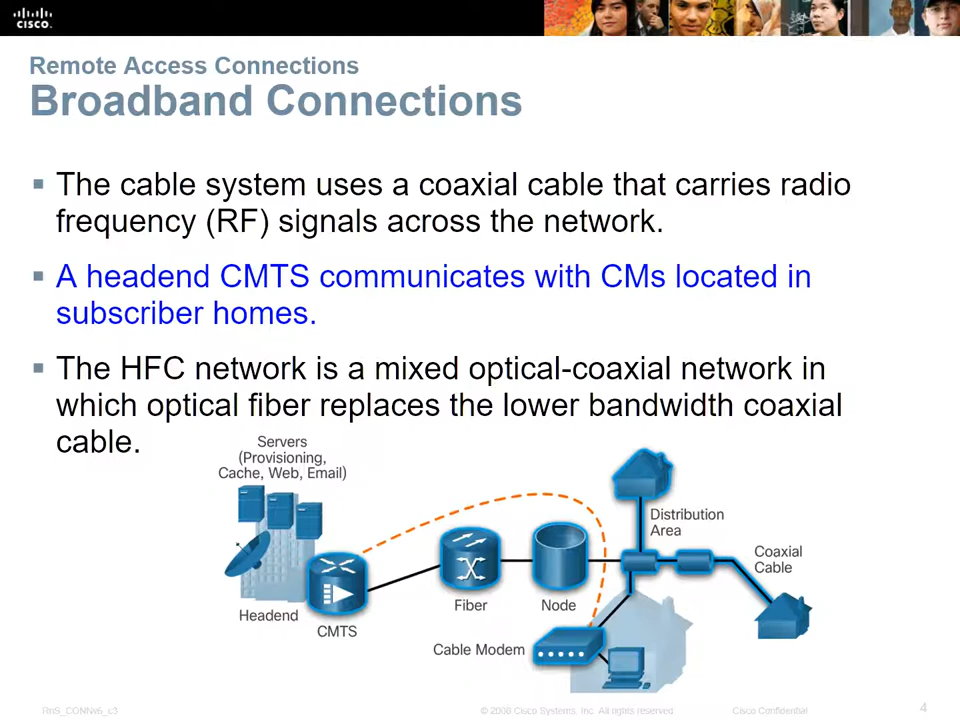 CISCO
Remote Access Connections
Broadband Connections
▪ The cable system uses a coaxial cable that carries radio
frequency (RF) signals across the network.
▪ A headend CMTS communicates with CMs located in
subscriber homes.
▪ The HFC network is a mixed optical-coaxial network in
which optical fiber replaces the lower bandwidth coaxial
cable.
Servers
(Provisioning,
Cache, Web, Email)
Distribution
Area
Coaxial
Cable
Headend
CMTS
Fiber
Node
Cable Modem
RnS_CONNv6_c3
© 2008 Cisco Systems, Inc. All rights reserved.
Cisco Confidential
4